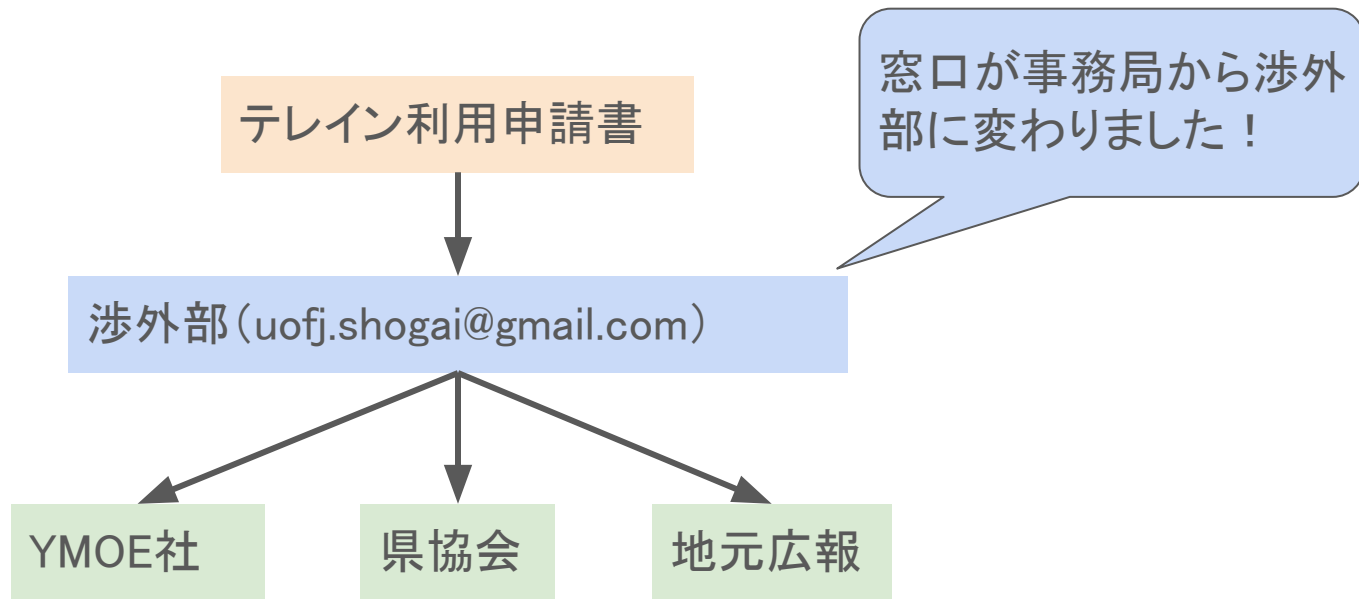 窓口が事務局から渉外
部に変わりました！
テレイン利用申請書
渉外部（uofj.shogai@gmail.com）
YMOE社
県協会
地元広報